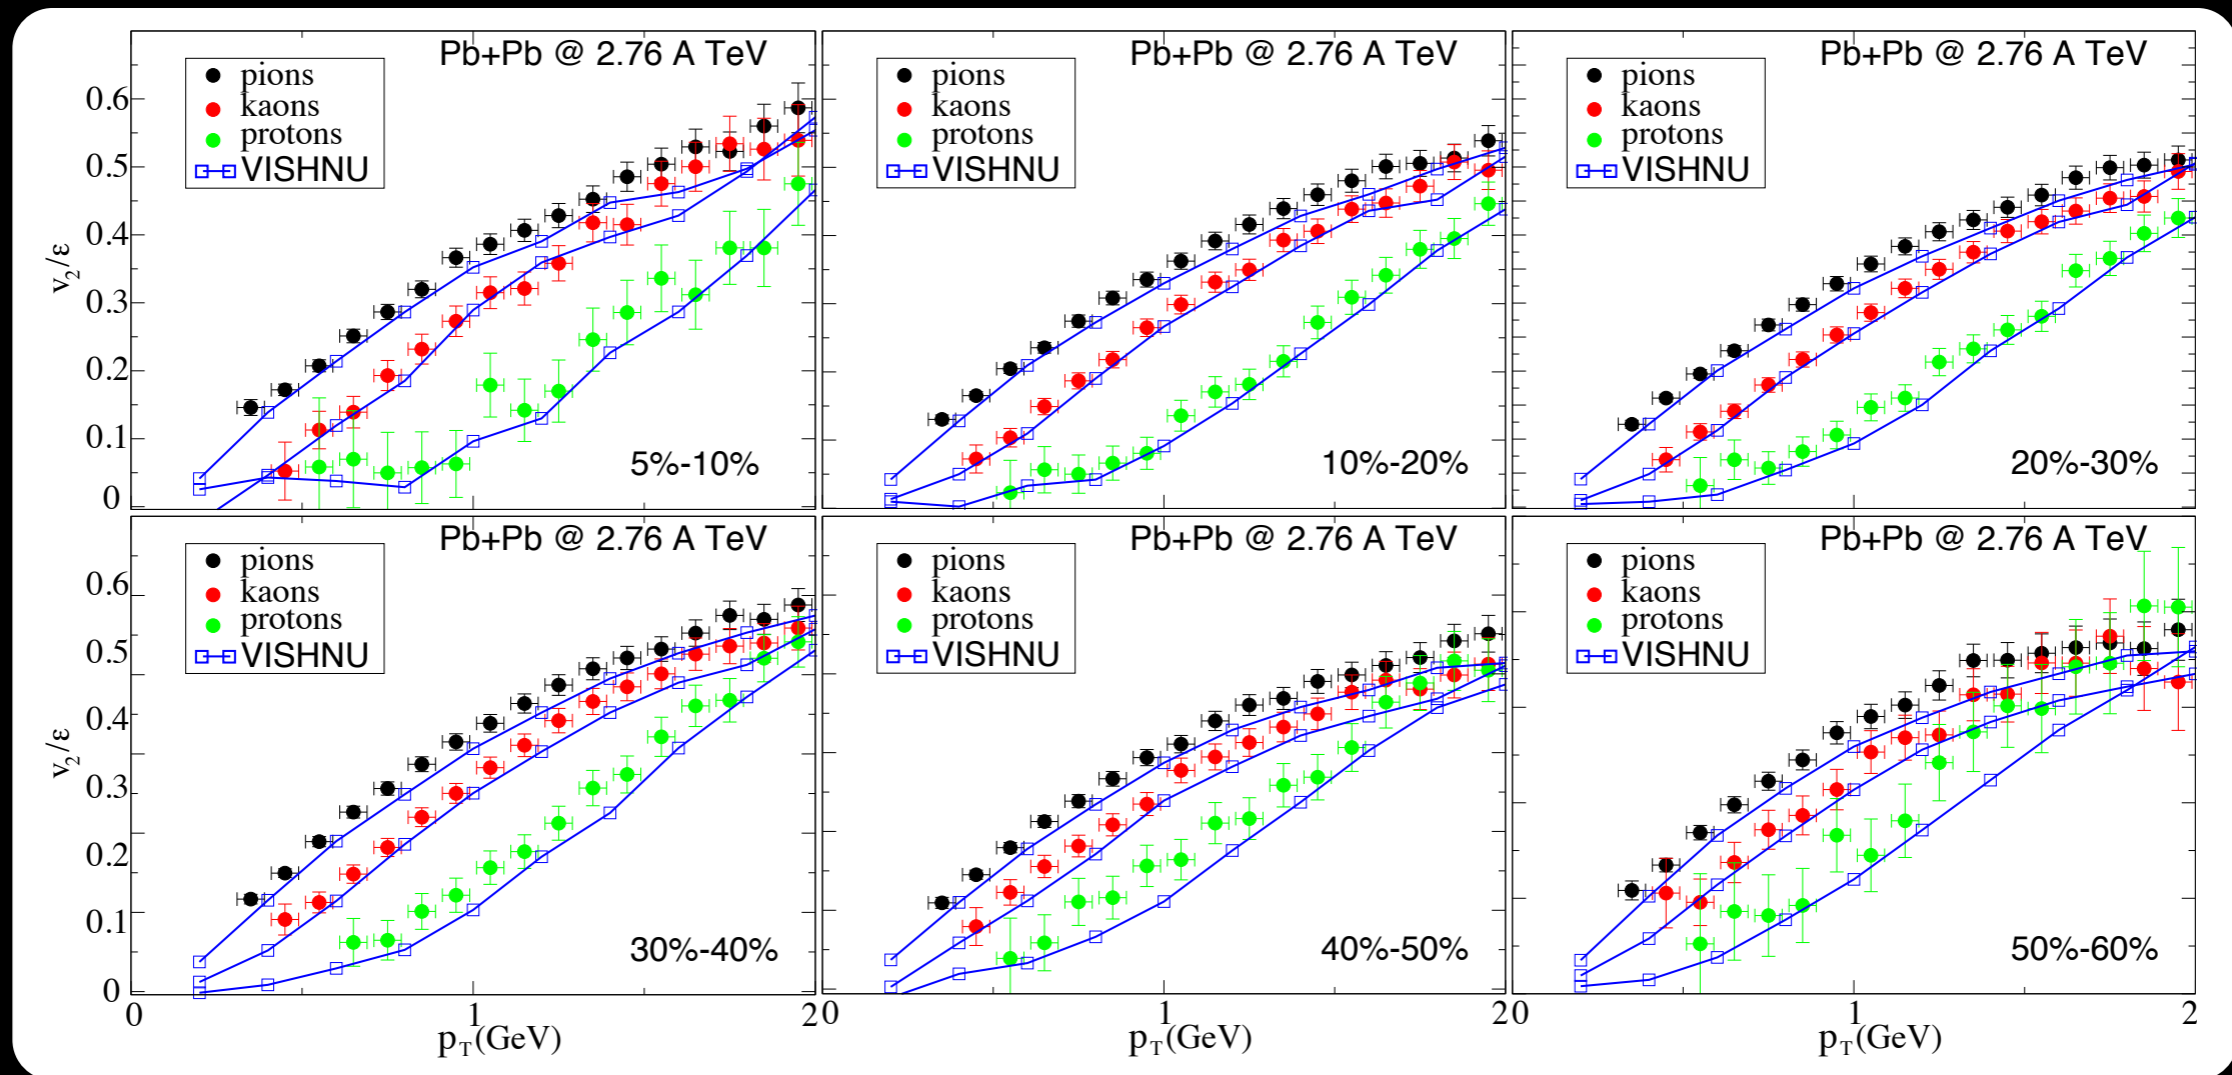 Pb+Pb @ 2.76 A TeV
pions
kaons
protons
VISHNU
5%-10%
Pb+Pb @ 2.76 A TeV
pions
kaons
protons
VISHNU
10%-20%
Pb+Pb @ 2.76 A TeV
pions
kaons
protons
VISHNU
20%-30%
0.6
0.5
0.4
0.3
0.2
0.1
0
v₂/ε
Pb+Pb @ 2.76 A TeV
pions
kaons
protons
VISHNU
30%-40%
Pb+Pb @ 2.76 A TeV
pions
kaons
protons
VISHNU
40%-50%
Pb+Pb @ 2.76 A TeV
pions
kaons
protons
VISHNU
50%-60%
0.6
0.5
0.4
0.3
0.2
0.1
0
v₂/ε
0 1 2 0 1 2 0 1 2
p_T(GeV) p_T(GeV) p_T(GeV)